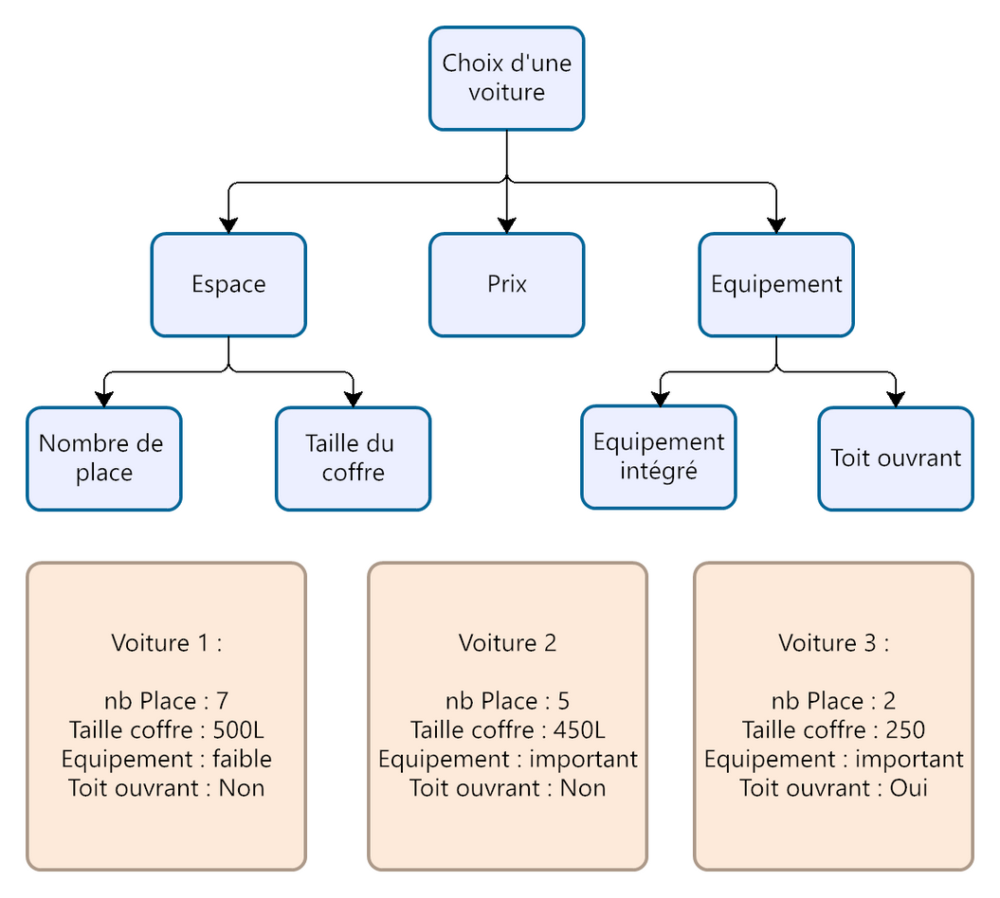 Choix d'une
voiture
Espace
Prix
Equipement
Nombre de
place
Taille du
coffre
Equipement
intégré
Toit ouvrant
Voiture 1 :
nb Place : 7
Taille coffre : 500L
Equipement : faible
Toit ouvrant : Non
Voiture 2
nb Place : 5
Taille coffre : 450L
Equipement : important
Toit ouvrant : Non
Voiture 3 :
nb Place : 2
Taille coffre : 250
Equipement : important
Toit ouvrant : Oui